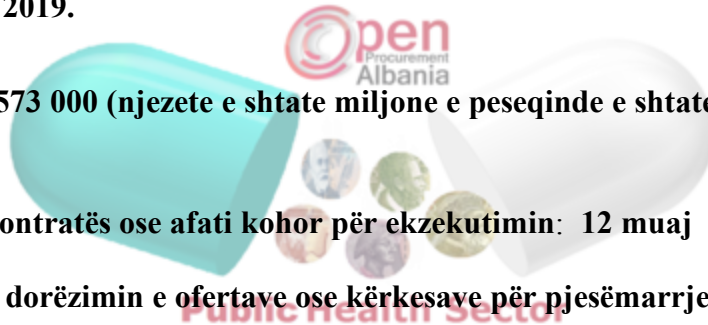 2019.
Open
Procurement
Albania
573 000 (njezete e shtate miljone e peseqinde e shtate
ontratës ose afati kohor për ekzekutimin: 12 muaj
dorëzimin e ofertave ose kërkesave për pjesëmarrje
Public Health Sector